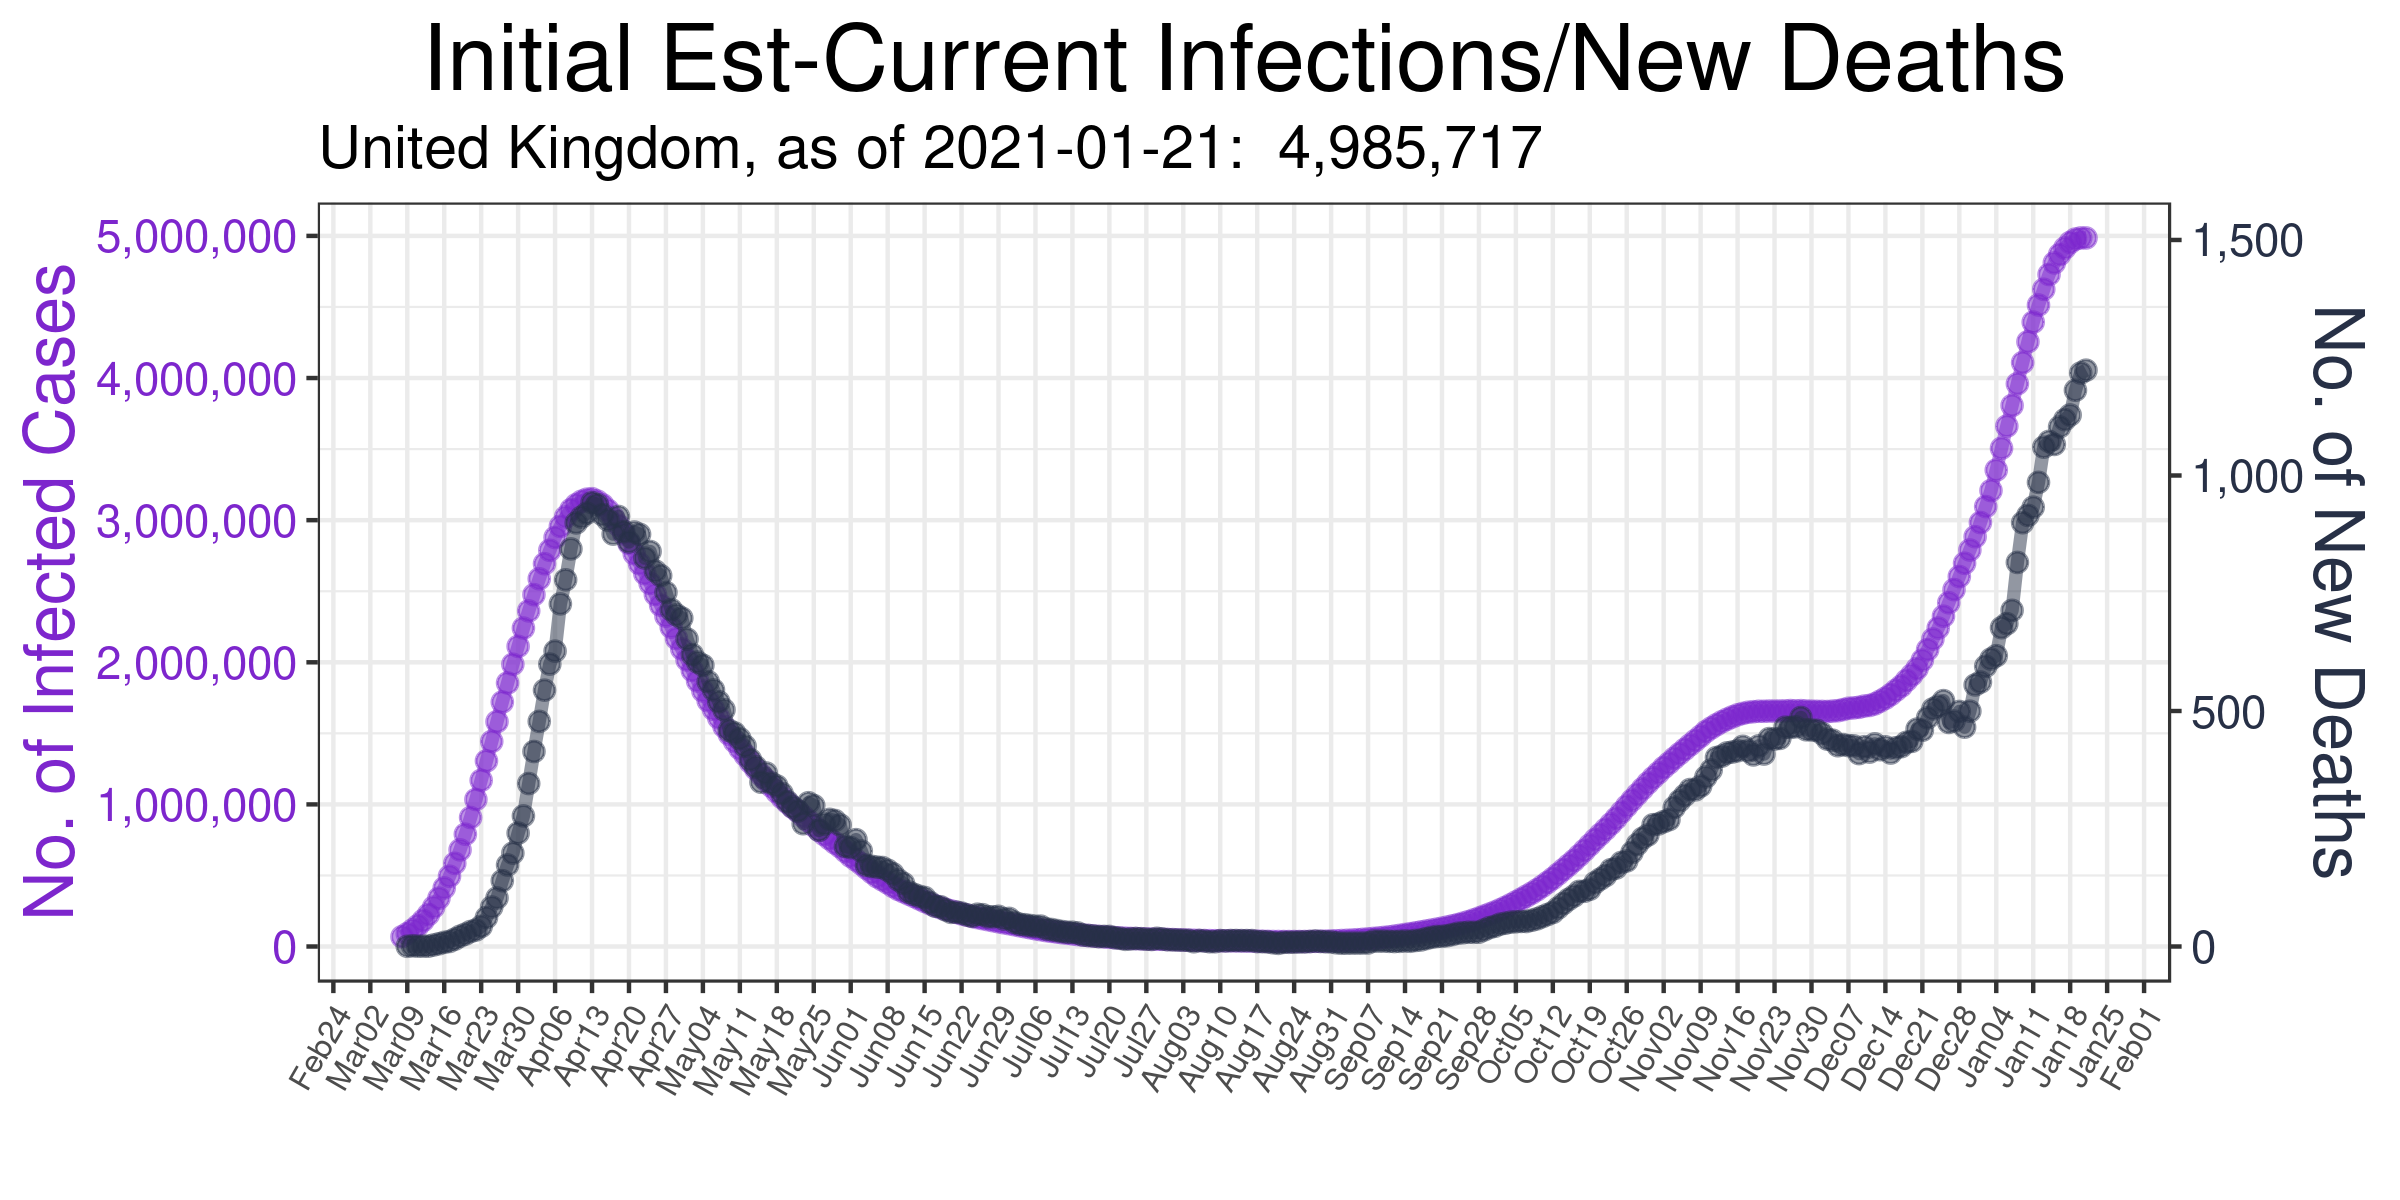 Initial Est-Current Infections/New Deaths
United Kingdom, as of 2021-01-21:  4,985,717
No. of Infected Cases
5,000,000
4,000,000
3,000,000
2,000,000
1,000,000
0
1,500
1,000
500
0
No. of New Deaths
Feb24
Mar02
Mar09
Mar16
Mar23
Mar30
Apr06
Apr13
Apr20
Apr27
May04
May11
May18
May25
Jun01
Jun08
Jun15
Jun22
Jun29
Jul06
Jul13
Jul20
Jul27
Aug03
Aug10
Aug17
Aug24
Aug31
Sep07
Sep14
Sep21
Sep28
Oct05
Oct12
Oct19
Oct26
Nov02
Nov09
Nov16
Nov23
Nov30
Dec07
Dec14
Dec21
Dec28
Jan04
Jan11
Jan18
Jan25
Feb01